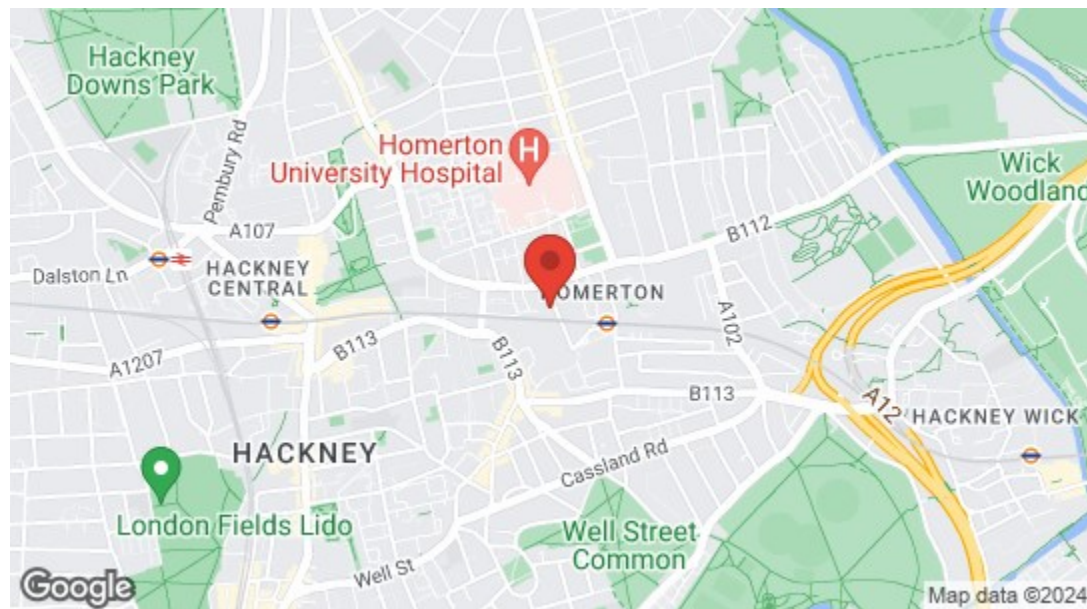 Hackney
Downs Park
Homerton
University Hospital
H
Wick
Woodland
Pembury Rd
A107
B112
Dalston Ln
HACKNEY
CENTRAL
HOMERTON
A102
A1207
B113
B113
B113
A12
HACKNEY WICK
HACKNEY
Cassland Rd
London Fields Lido
Well Street
Common
Well St
Google
Map data ©2024